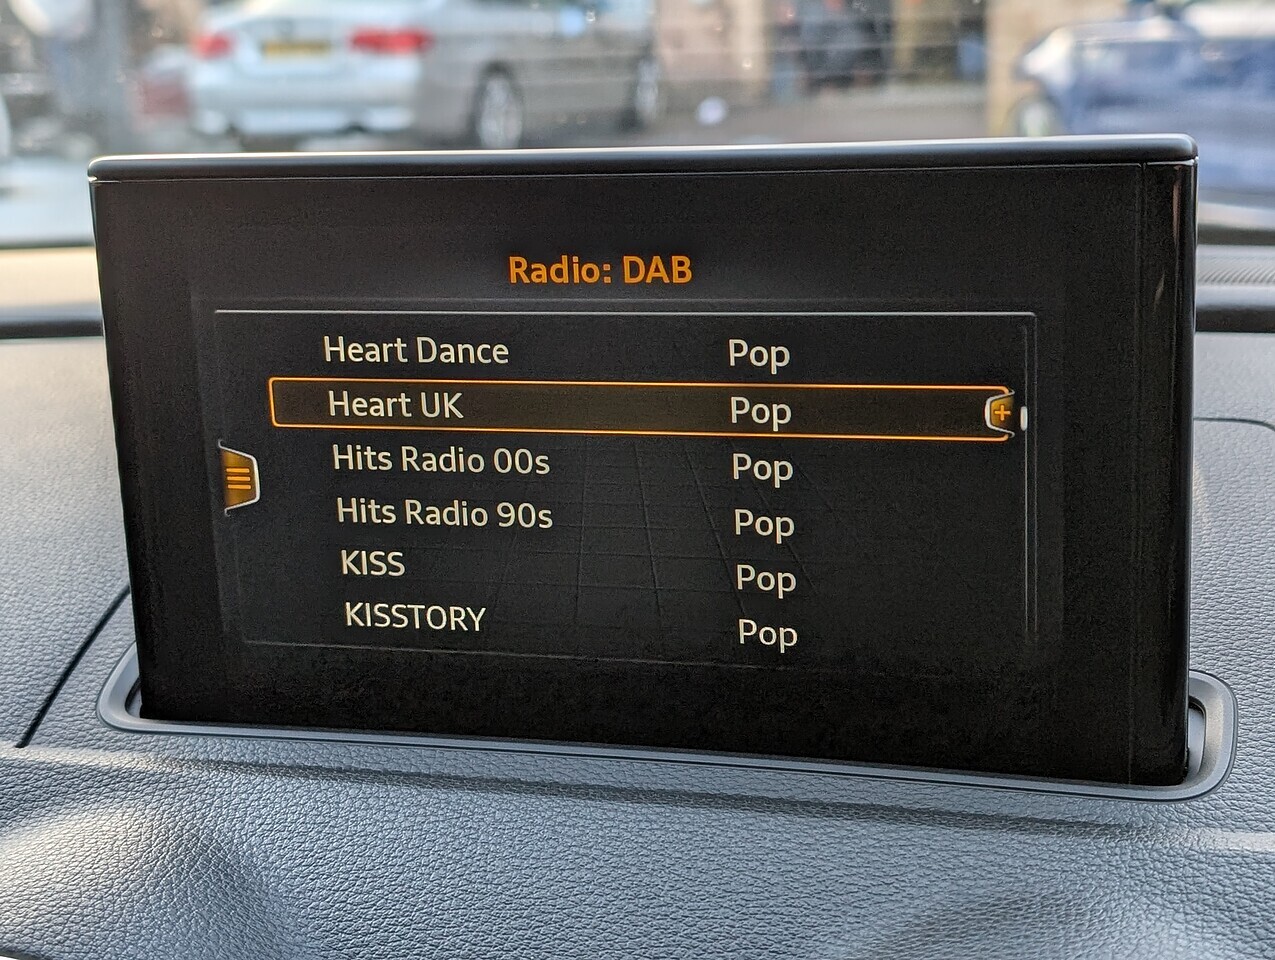 Radio: DAB
Heart Dance Pop
Heart UK Pop
Hits Radio 00s Pop
Hits Radio 90s Pop
KISS Pop
KISSTORY Pop